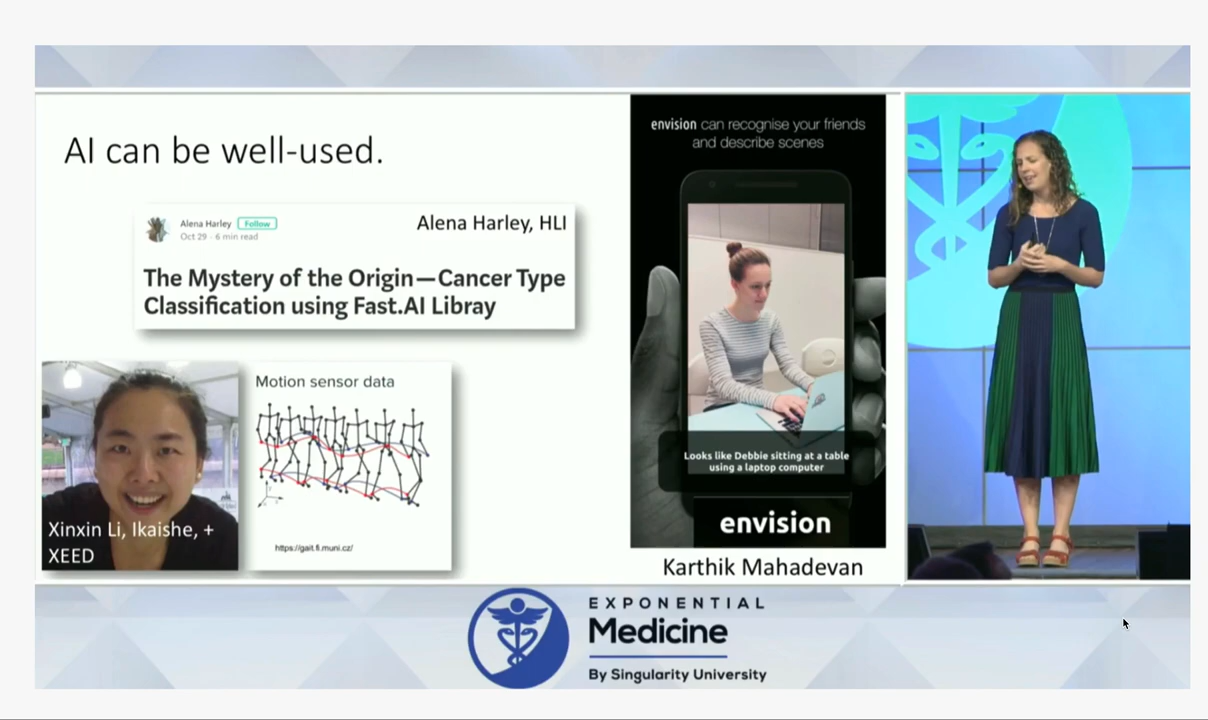 AI can be well-used.
Alena Harley Follow
Oct 29 · 6 min read
Alena Harley, HLI
The Mystery of the Origin—Cancer Type
Classification using Fast.AI Libray
Xinxin Li, Ikaishe, +
XEED
Motion sensor data
https://gait.fi.muni.cz/
envision can recognise your friends
and describe scenes
Looks like Debbie sitting at a table
using a laptop computer
envision
Karthik Mahadevan
EXPONENTIAL
Medicine
By Singularity University